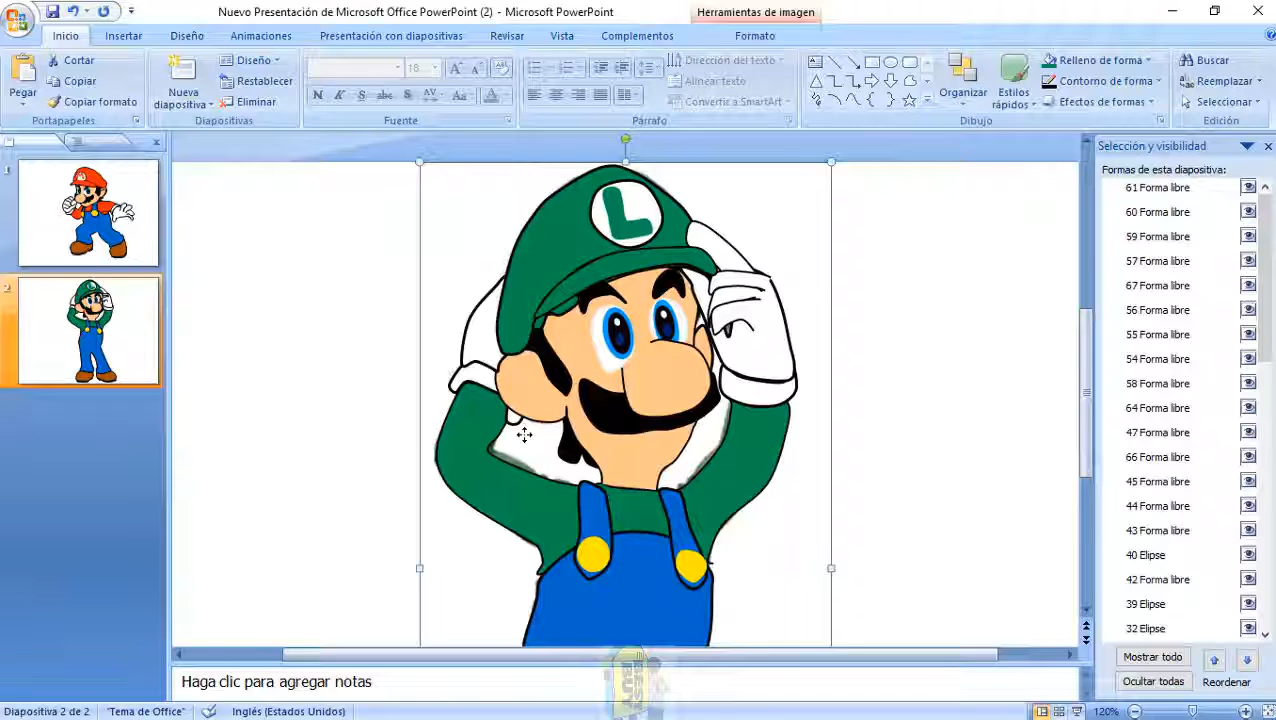 Nuevo Presentación de Microsoft Office PowerPoint (2) - Microsoft PowerPoint
Herramientas de imagen
Inicio
Insertar
Diseño
Animaciones
Presentación con diapositivas
Revisar
Vista
Complementos
Formato
Pegar
Cortar
Copiar
Copiar formato
Portapapeles
Nueva
diapositiva
Diseño
Restablecer
Eliminar
Diapositivas
18
N K S abc S AV Aa A
Fuente
Dirección del texto
Alinear texto
Convertir a SmartArt
Párrafo
Organizar
Estilos
rápidos
Relleno de forma
Contorno de forma
Efectos de formas
Dibujo
Buscar
Reemplazar
Seleccionar
Edición
1
2
L
Selección y visibilidad
Formas de esta diapositiva:
61 Forma libre
60 Forma libre
59 Forma libre
57 Forma libre
67 Forma libre
56 Forma libre
55 Forma libre
54 Forma libre
58 Forma libre
64 Forma libre
47 Forma libre
66 Forma libre
45 Forma libre
44 Forma libre
43 Forma libre
40 Elipse
42 Forma libre
39 Elipse
32 Elipse
Mostrar todo
Ocultar todas
Reordenar
Haga clic para agregar notas
Diapositiva 2 de 2
"Tema de Office"
Inglés (Estados Unidos)
120%